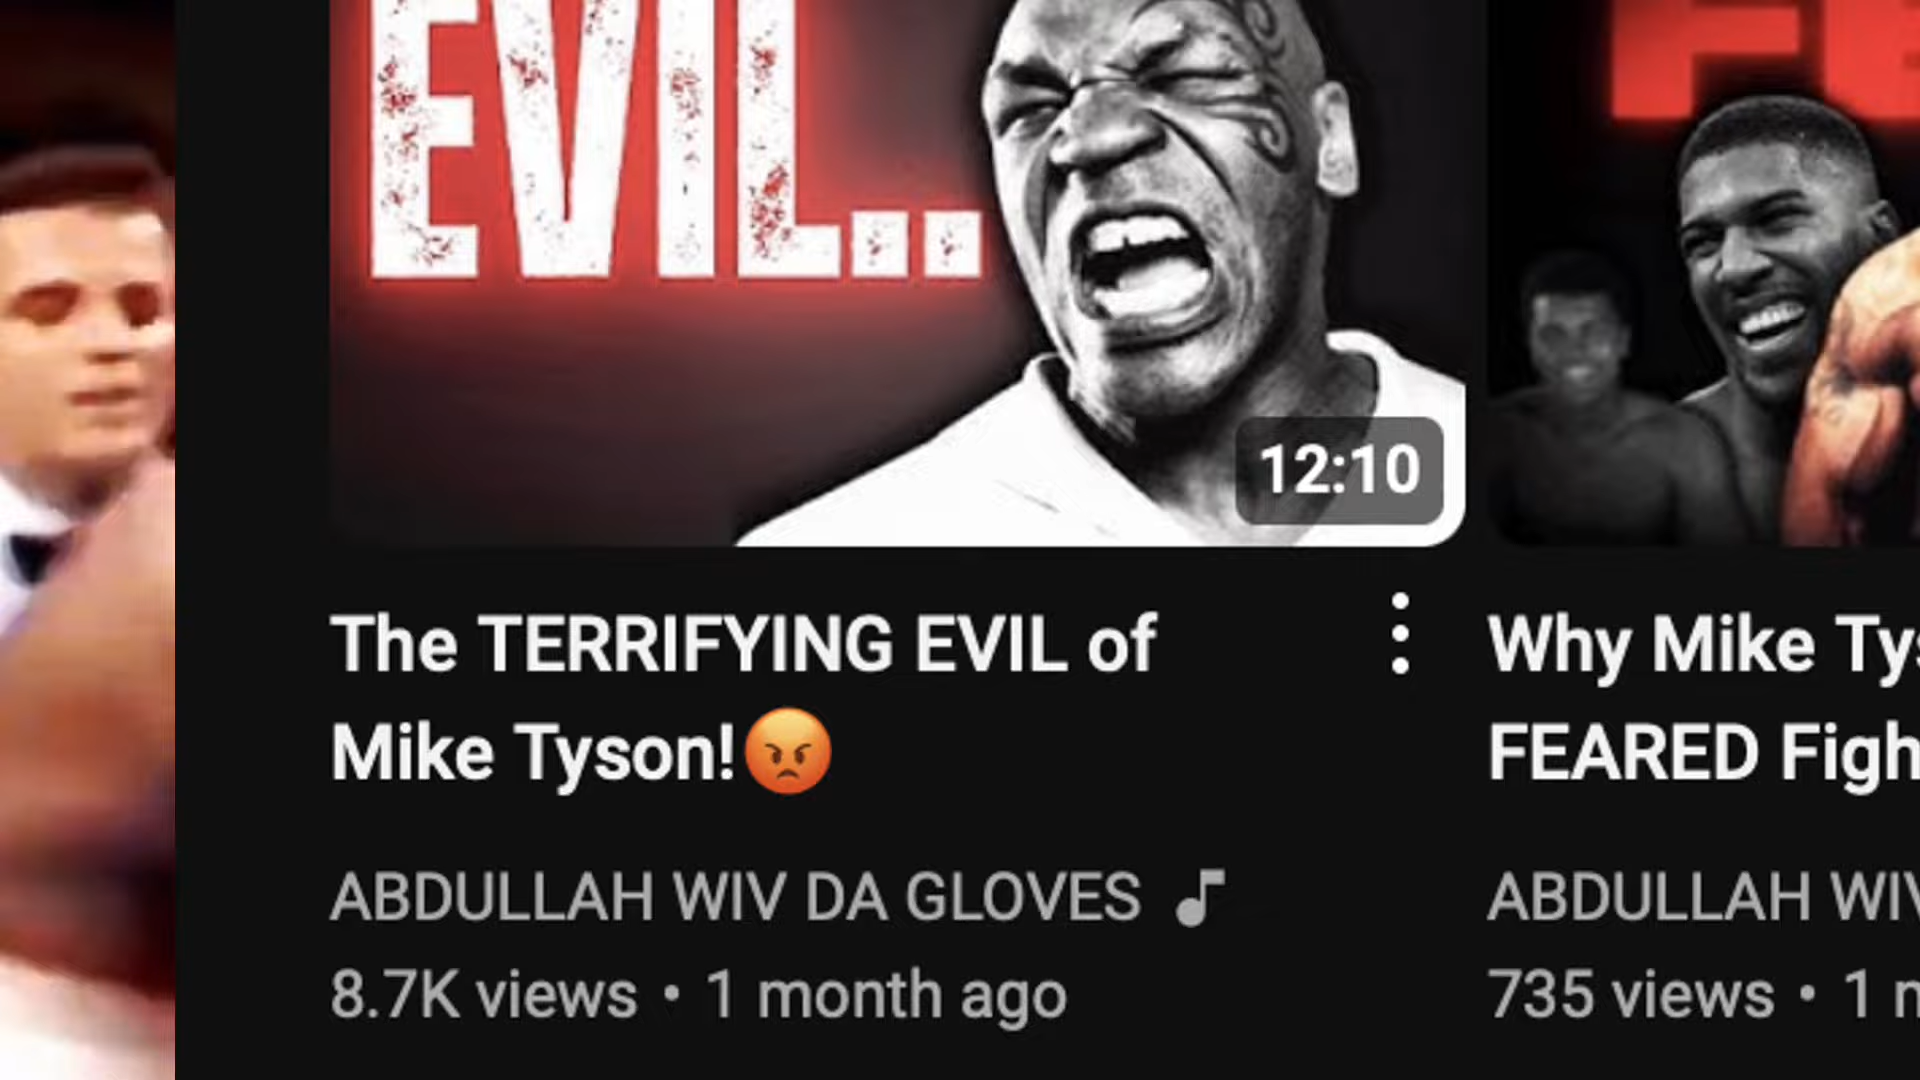 EVIL..
12:10
The TERRIFYING EVIL of
Mike Tyson!😡
ABDULLAH WIV DA GLOVES
8.7K views • 1 month ago
Why Mike Tys
FEARED Figh
ABDULLAH WIV
735 views • 1